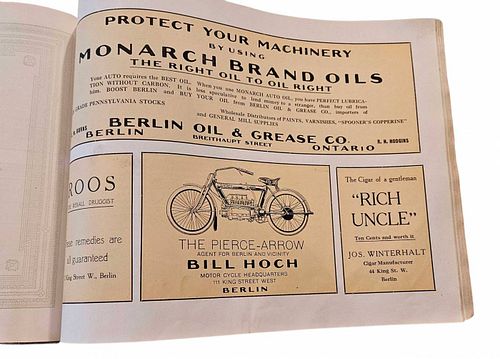 PROTECT YOUR MACHINERY
BY USING
MONARCH BRAND OILS
THE RIGHT OIL TO OIL RIGHT
Your AUTO requires the BEST OIL. When you use MONARCH AUTO OIL, you have PERFECT LUBRICA-
TION WITHOUT CARBON. It is less speculative to lend money to a stranger, than buy oil from
him. BOOST BERLIN and BUY YOUR OIL from BERLIN OIL & GREASE CO., importers of
GRADE PENNSYLVANIA STOCKS
Wholesale Distributors of PAINTS, VARNISHES, "SPOONER'S COPPERINE"
and GENERAL MILL SUPPLIES
BERLIN OIL & GREASE CO.
R. H. HODGINS
BERLIN
BREITHAUPT STREET
ONTARIO
ROOS
REXALL DRUGGIST
remedies are
guaranteed
King Street W., Berlin
THE PIERCE-ARROW
AGENT FOR BERLIN AND VICINITY
BILL HOCH
MOTOR CYCLE HEADQUARTERS
111 KING STREET WEST
BERLIN
The Cigar of a gentleman
"RICH
UNCLE"
Ten Cents and worth it
JOS. WINTERHALT
Cigar Manufacturer
44 King St. W.
Berlin